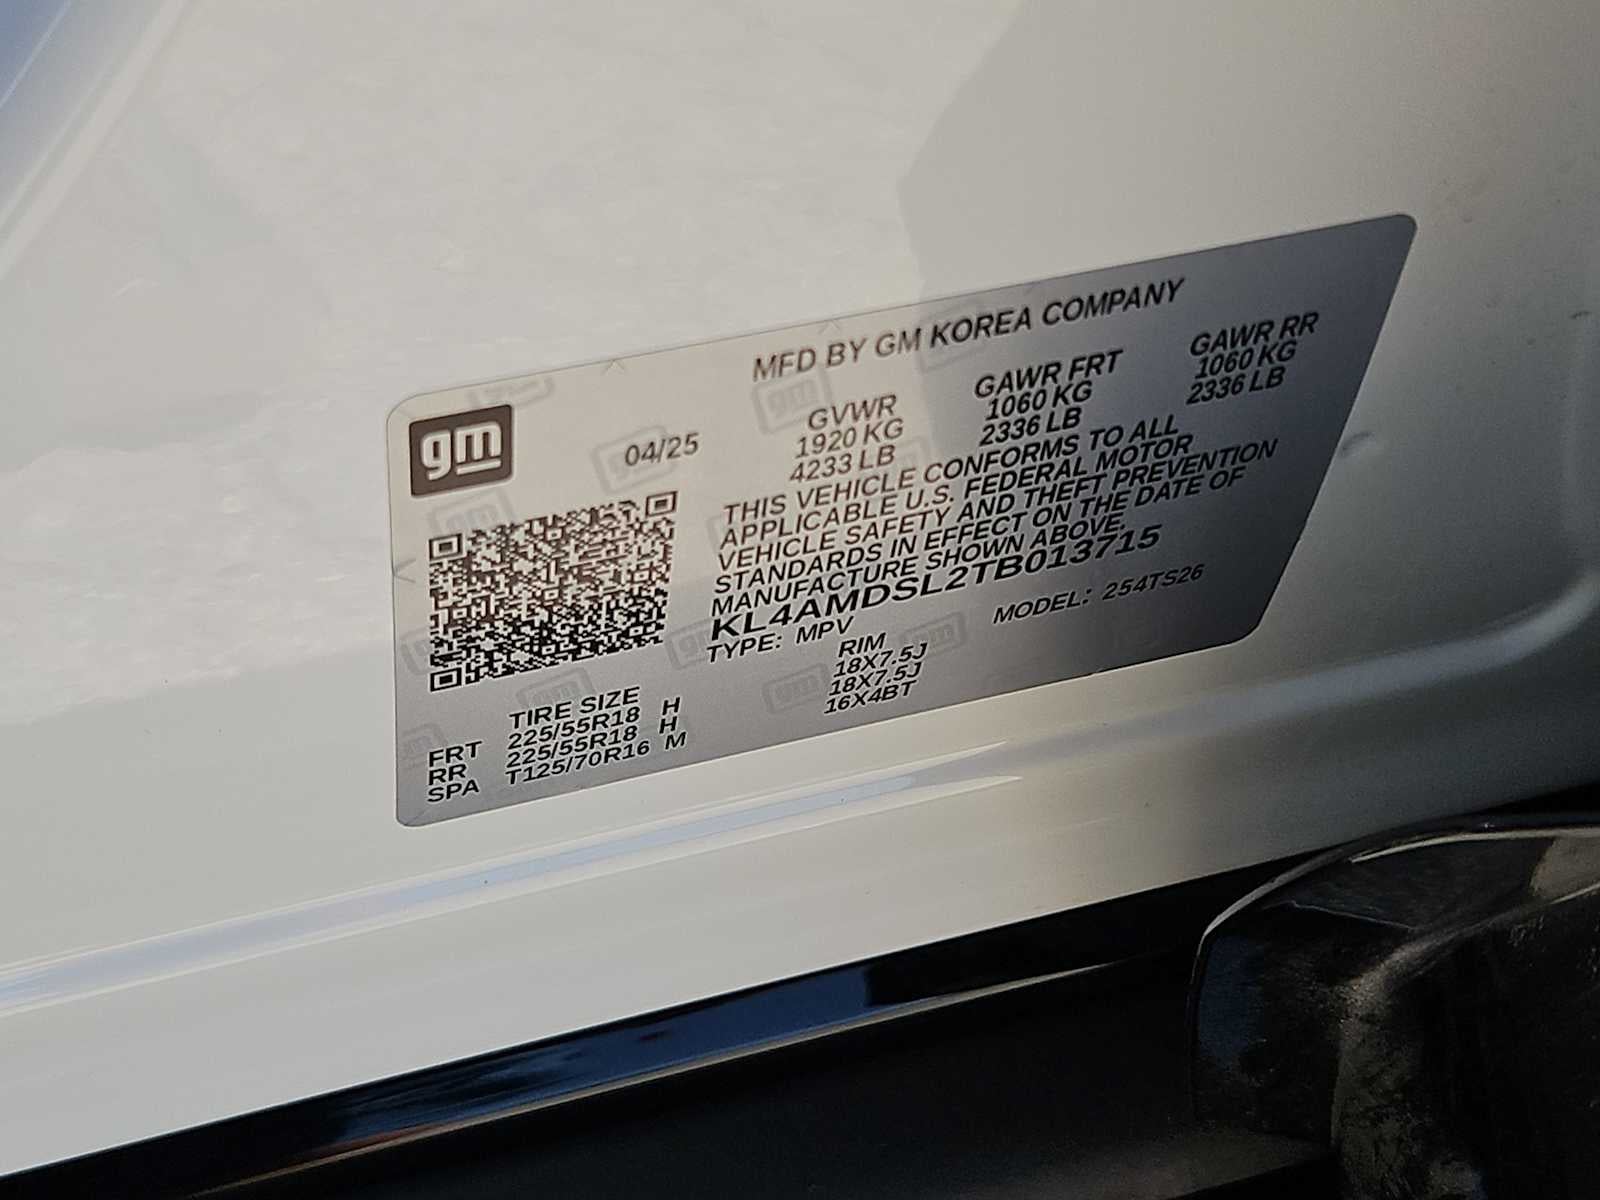 MFD BY GM KOREA COMPANY
gm
04/25
GVWR
1920 KG
4233 LB
GAWR FRT
1060 KG
2336 LB
GAWR RR
1060 KG
2336 LB
THIS VEHICLE CONFORMS TO ALL
APPLICABLE U.S. FEDERAL MOTOR
VEHICLE SAFETY AND THEFT PREVENTION
STANDARDS IN EFFECT ON THE DATE OF
MANUFACTURE SHOWN ABOVE.
KL4AMDSL2TB013715
TYPE: MPV
MODEL: 254TS26
TIRE SIZE RIM
FRT 225/55R18 H 18X7.5J
RR 225/55R18 H 18X7.5J
SPA T125/70R16 M 16X4BT